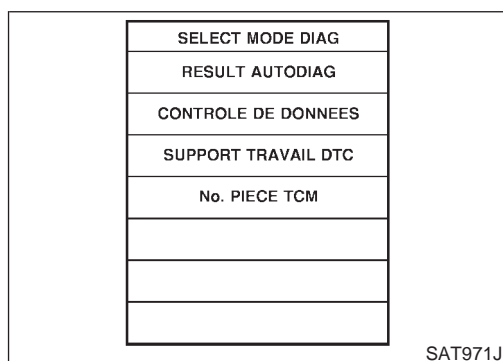 SELECT MODE DIAG
RESULT AUTODIAG
CONTROLE DE DONNEES
SUPPORT TRAVAIL DTC
No. PIECE TCM
SAT971J